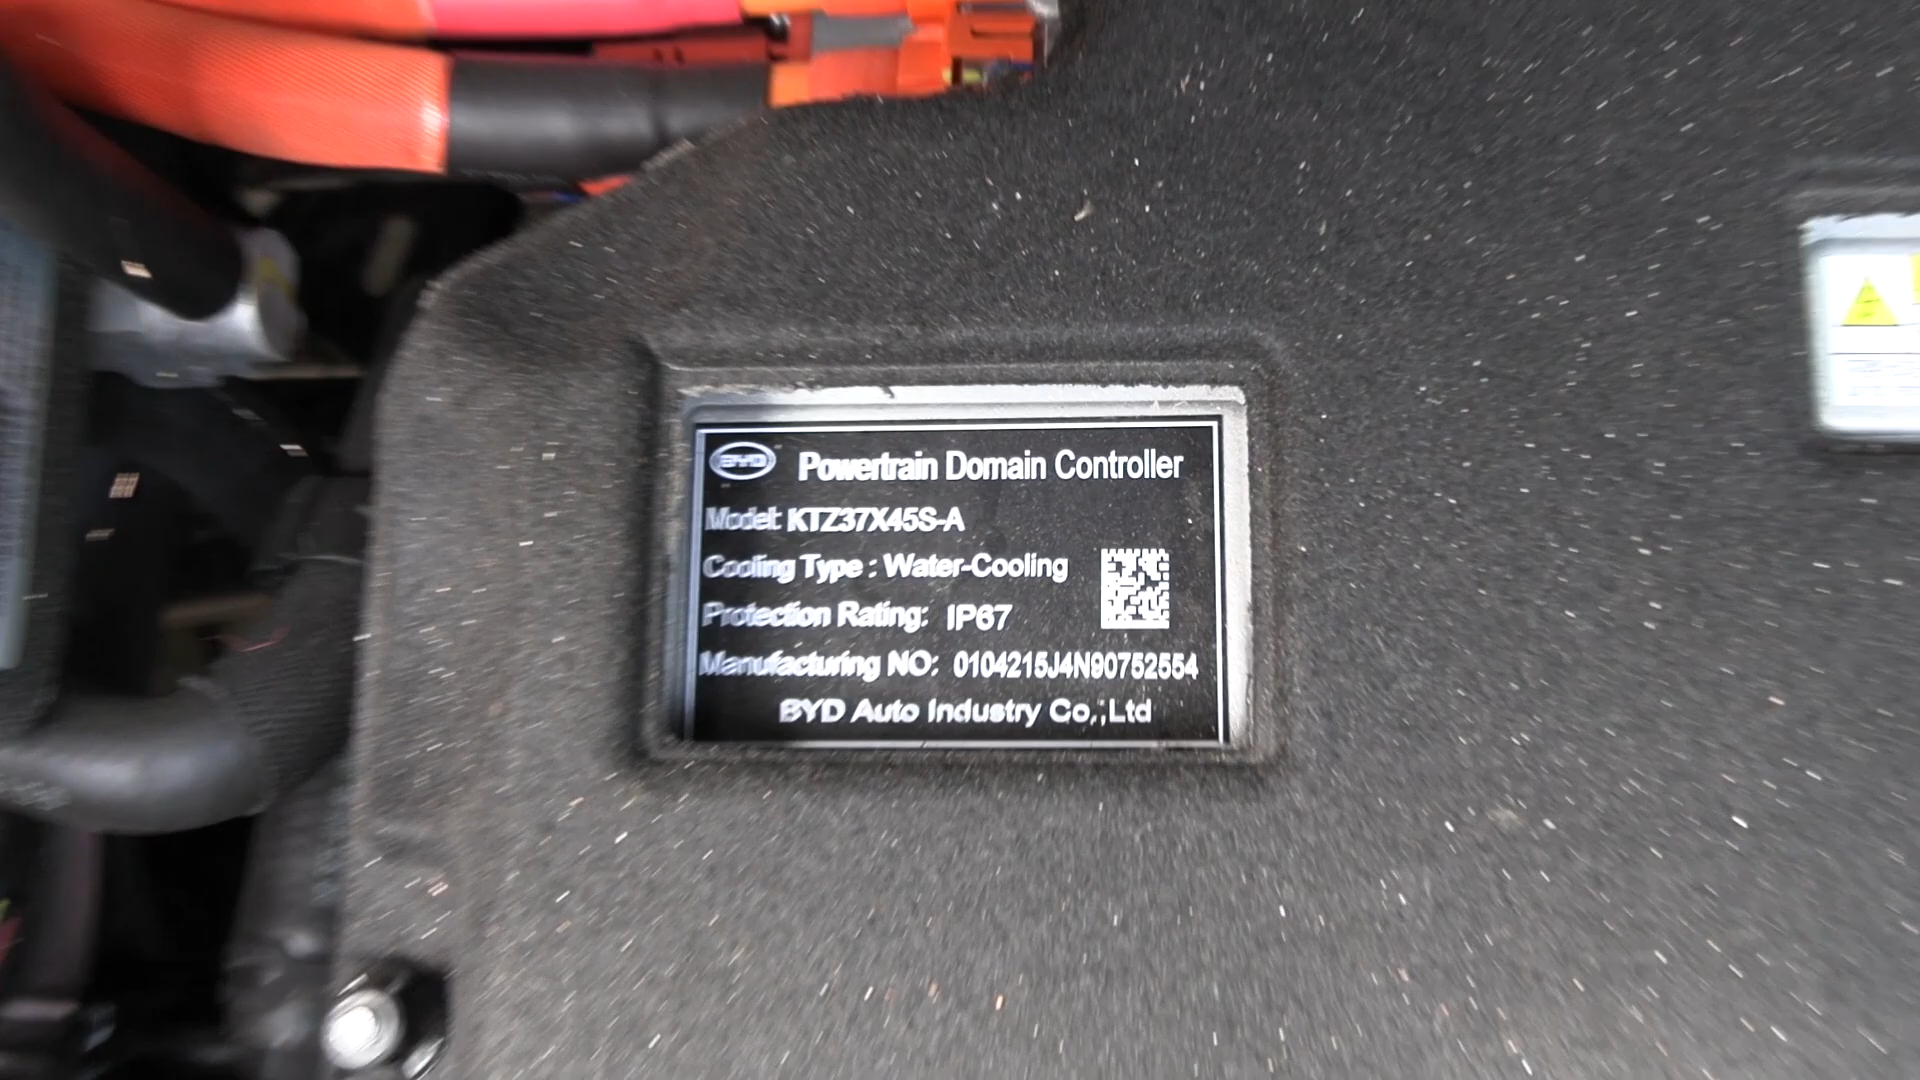 BYD Powertrain Domain Controller
Model: KTZ37X45S-A
Cooling Type : Water-Cooling
Protection Rating: IP67
Manufacturing NO: 0104215J4N90752554
BYD Auto Industry Co,;Ltd